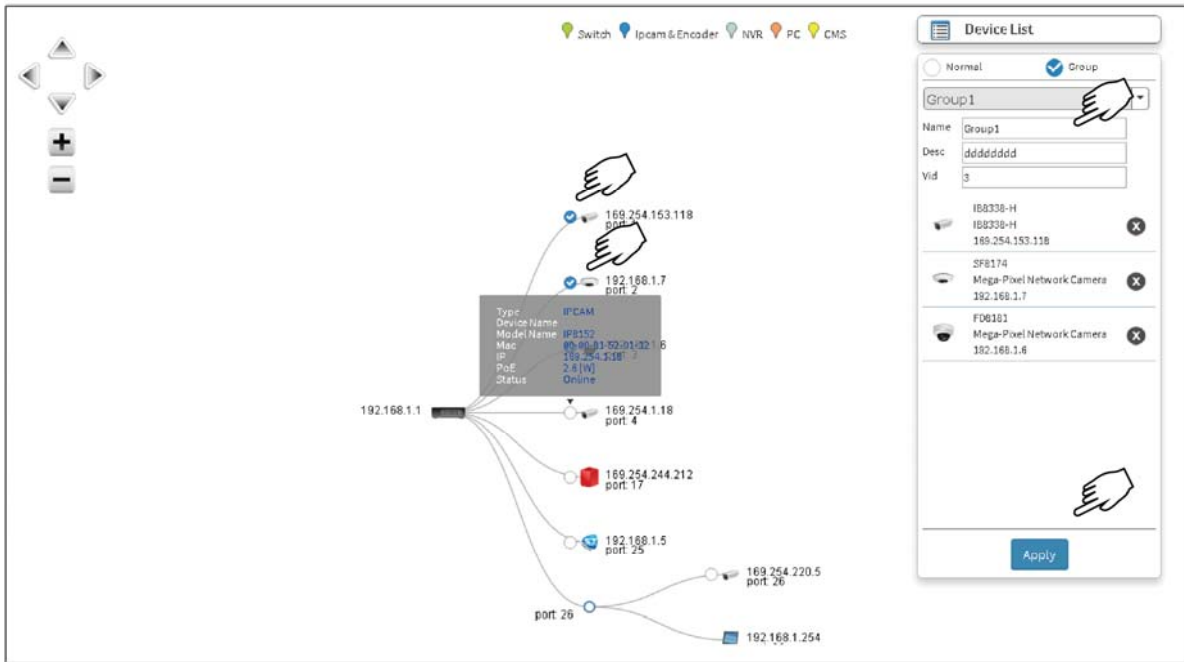 Switch Ipcam & Encoder NVR PC CMS
Device List
Normal Group
Group1
Name Group1
Desc dddddddd
Vid 3
IB8338-H
IB8338-H
169.254.153.118
SF8174
Mega-Pixel Network Camera
192.168.1.7
FD8181
Mega-Pixel Network Camera
192.168.1.6
Apply
169.254.153.118
port:
192.168.1.7
port: 2
Type IPCAM
Device Name
Model Name IP8152
Mac
IP 169.254.1.18
PoE 2.8 [W]
Status Online
192.168.1.1
169.254.1.18
port: 4
169.254.244.212
port: 17
192.168.1.5
port: 25
169.254.220.5
port: 26
port: 26
192.168.1.254